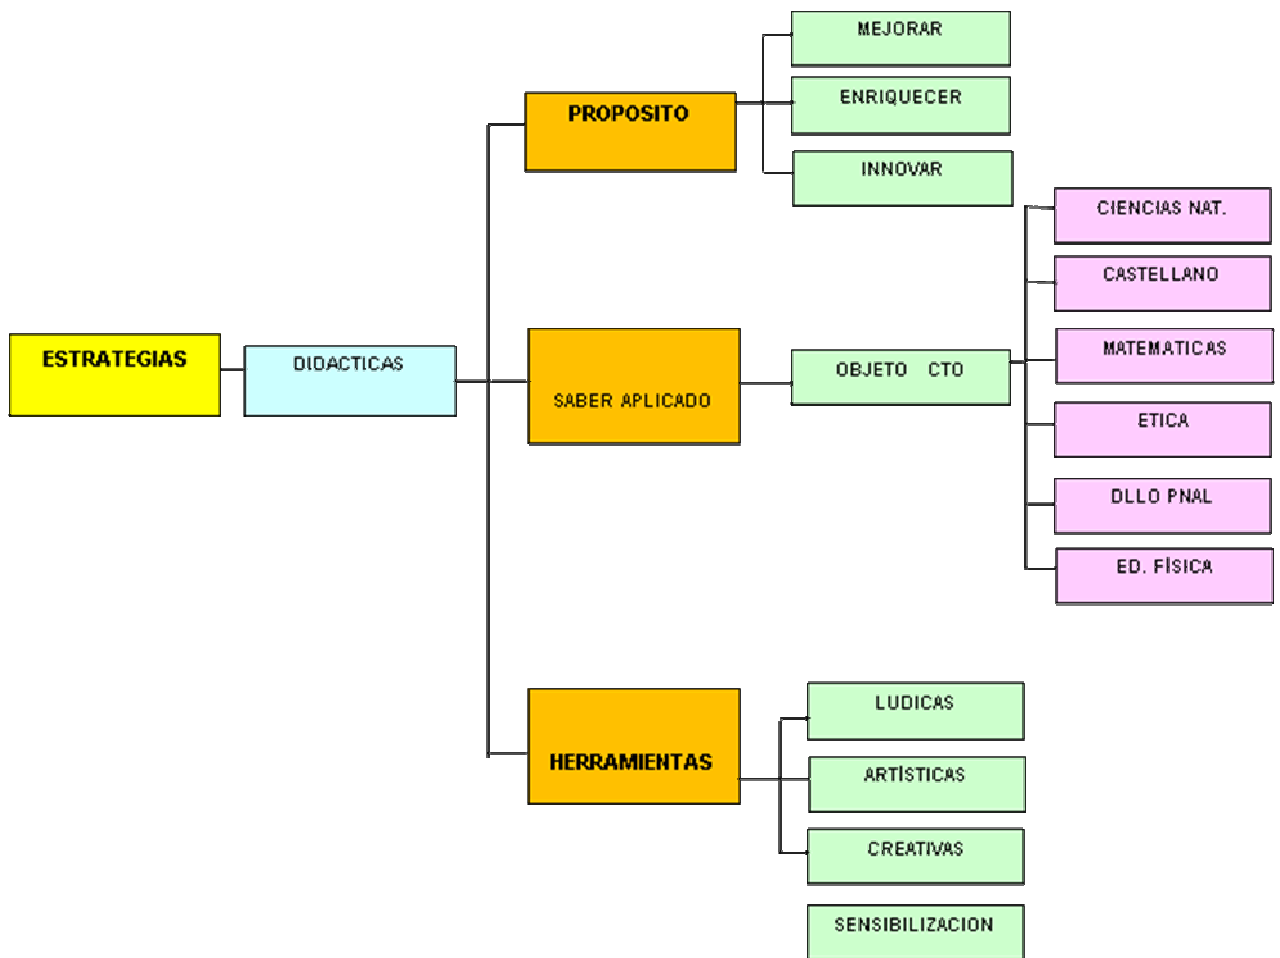 MEJORAR
ENRIQUECER
PROPOSITO
INNOVAR
CIENCIAS NAT.
CASTELLANO
MATEMATICAS
ESTRATEGIAS
DIDACTICAS
SABER APLICADO
OBJETO CTO
ETICA
DLLO PNAL
ED. FÍSICA
LUDICAS
HERRAMIENTAS
ARTÍSTICAS
CREATIVAS
SENSIBILIZACION